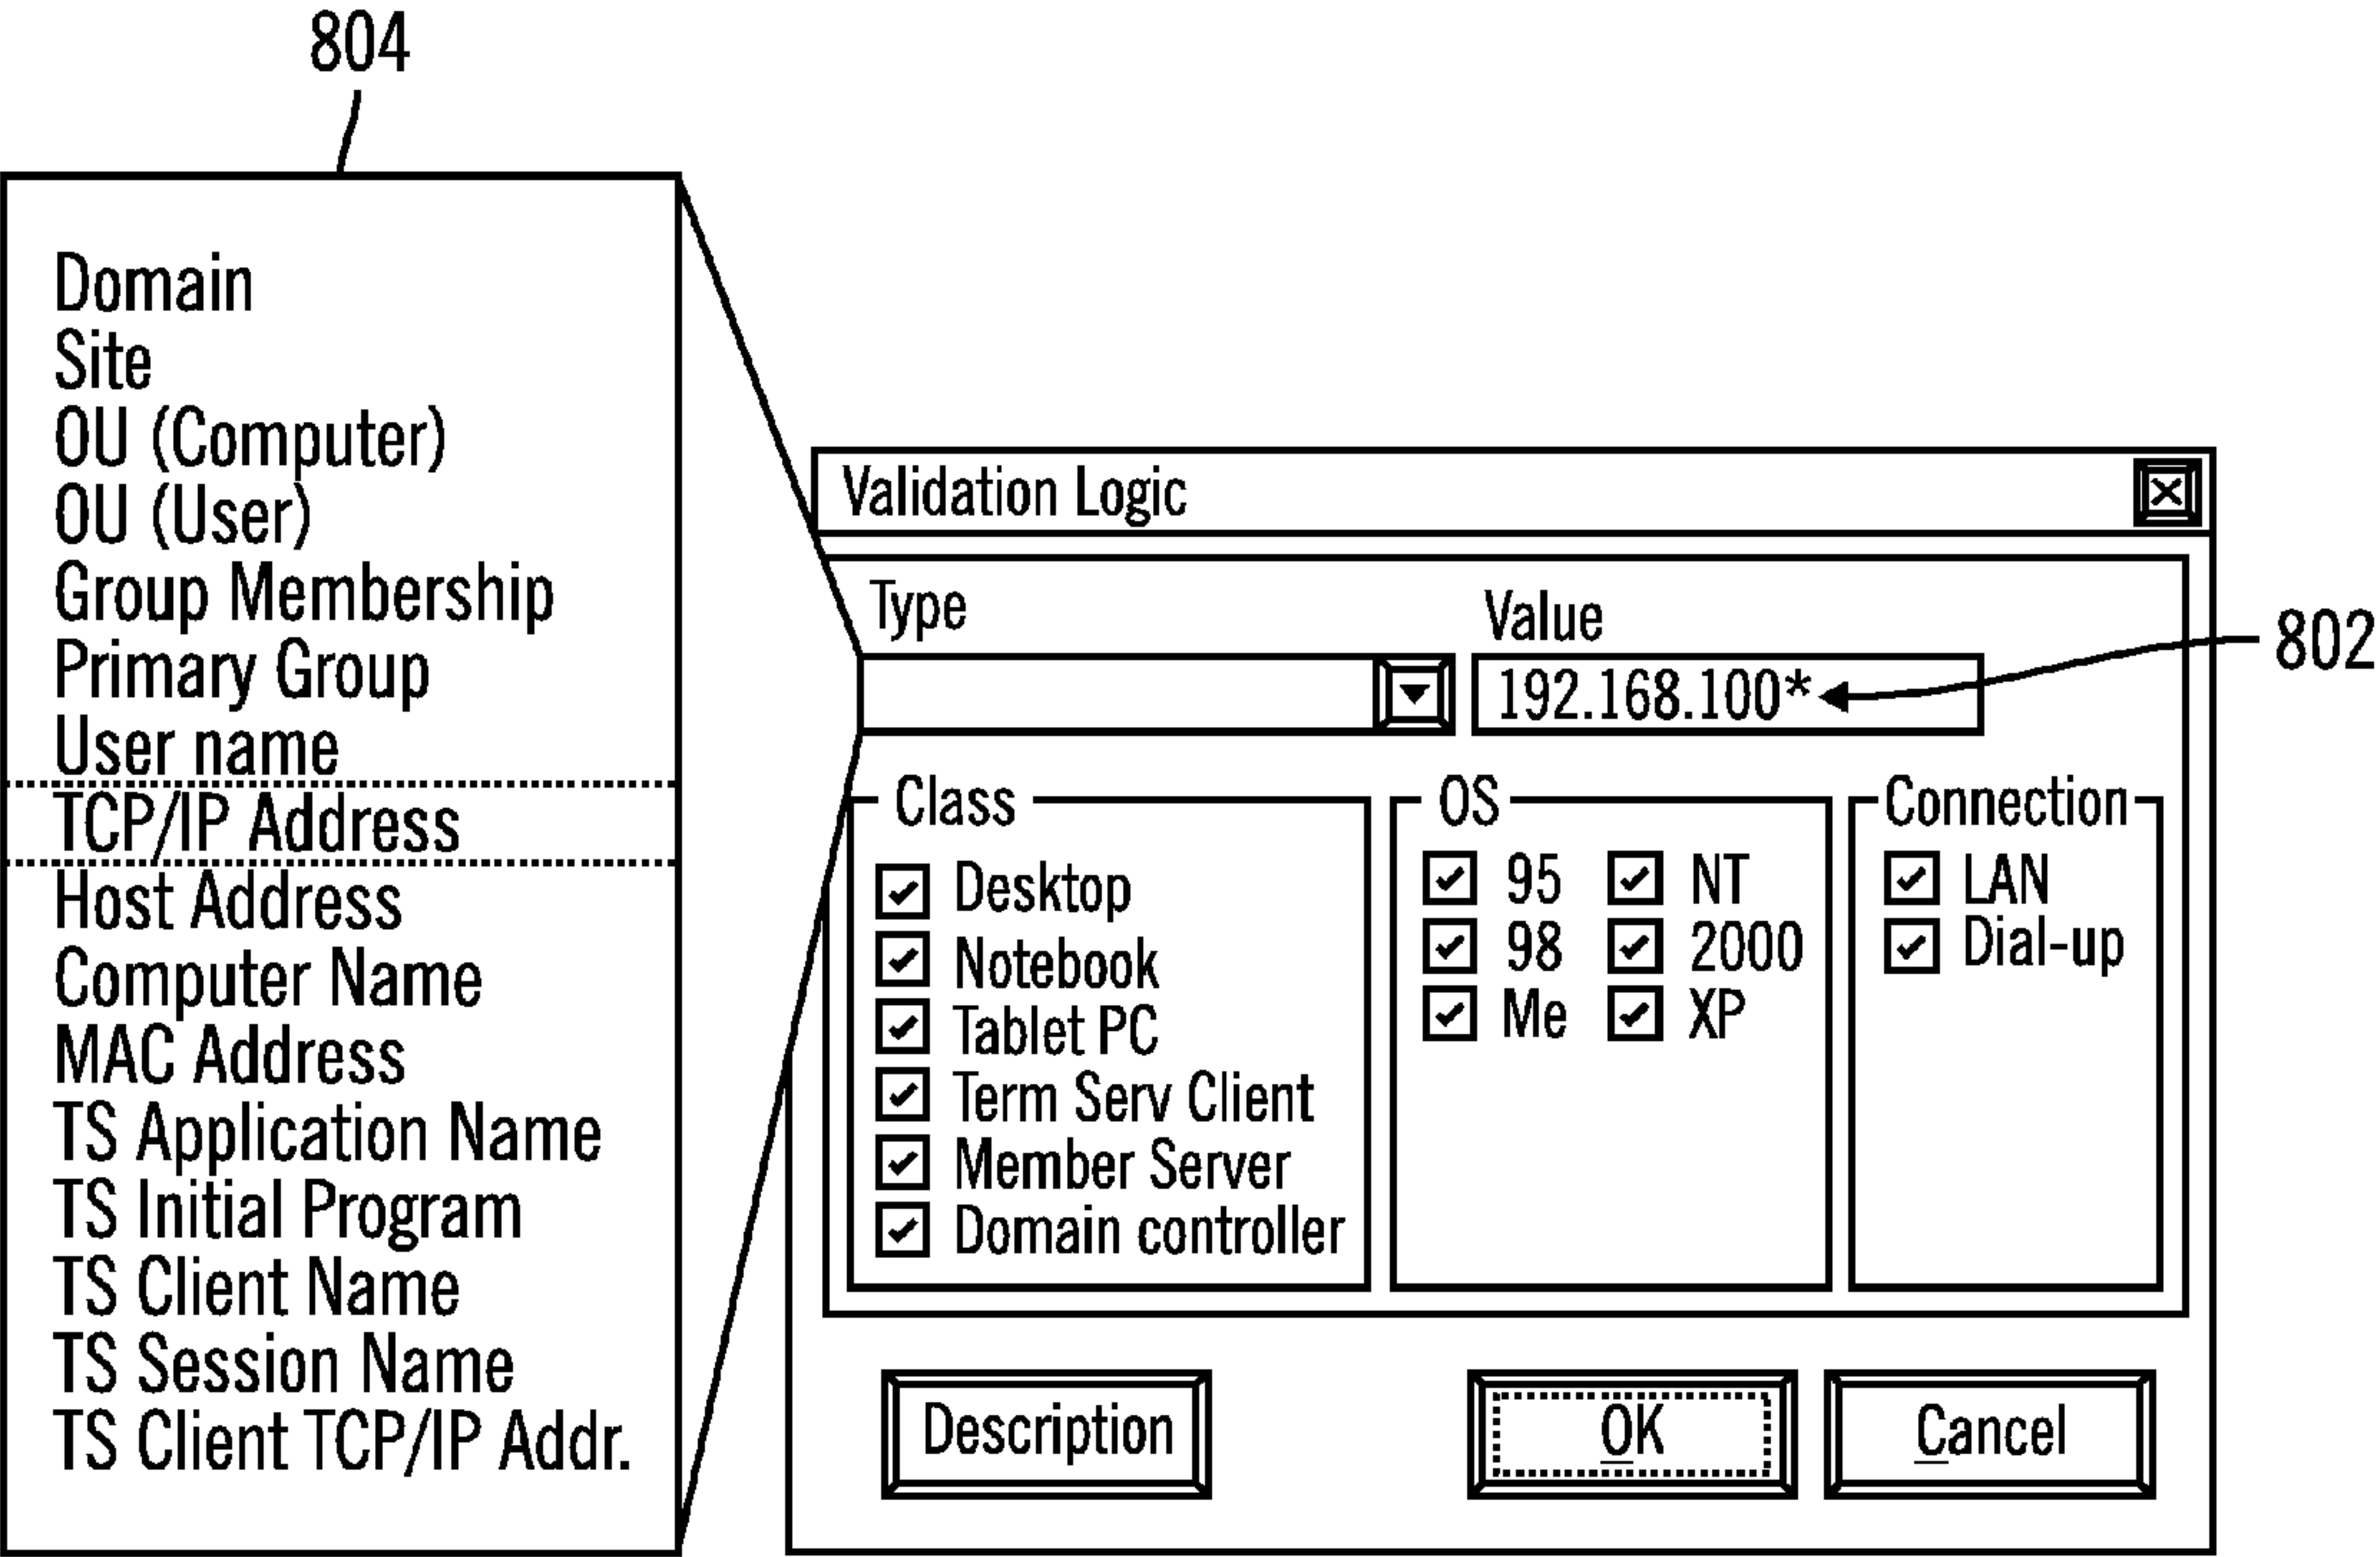 804
Domain
Site
OU (Computer)
OU (User)
Group Membership
Primary Group
User name
TCP/IP Address
Host Address
Computer Name
MAC Address
TS Application Name
TS Initial Program
TS Client Name
TS Session Name
TS Client TCP/IP Addr.
Validation Logic
Type
Value
192.168.100*
802
Class
Desktop
Notebook
Tablet PC
Term Serv Client
Member Server
Domain controller
OS
95 NT
98 2000
Me XP
Connection
LAN
Dial-up
Description
OK
Cancel